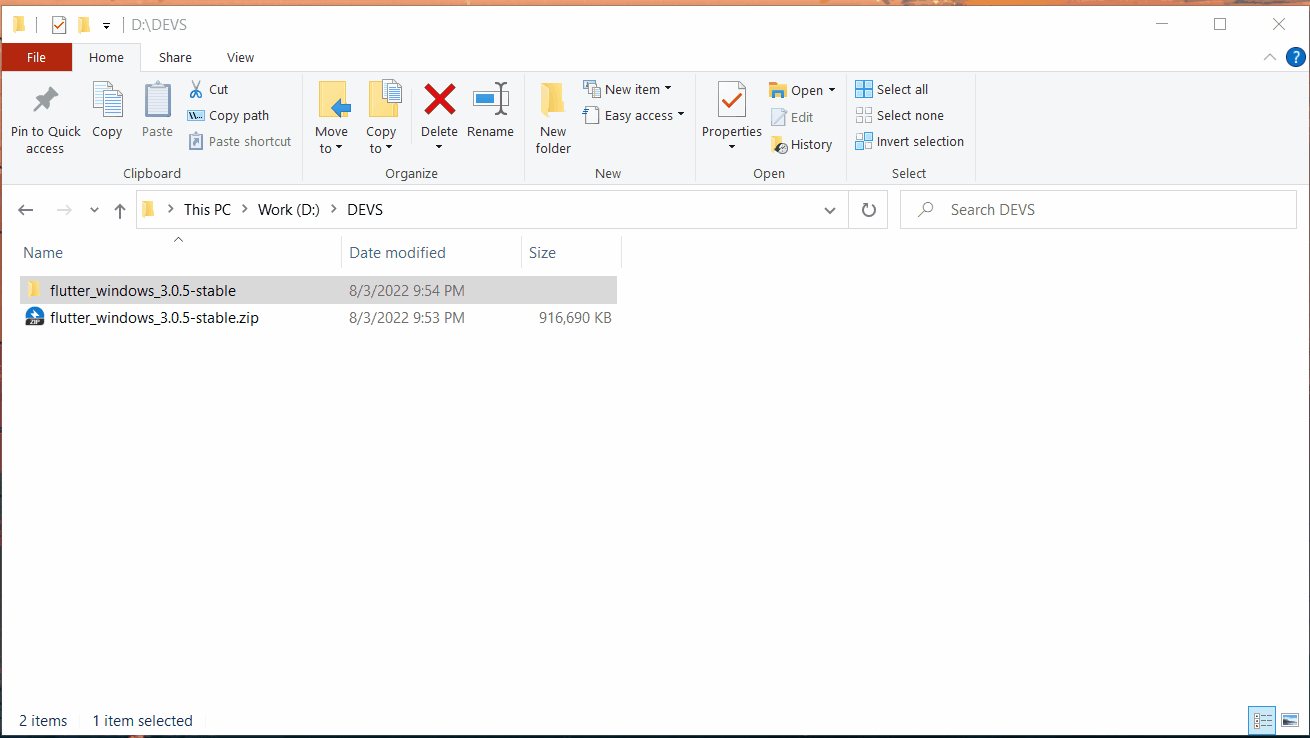 D:\DEVS
File Home Share View
?
Pin to Quick access
Copy
Paste
Cut
Copy path
Paste shortcut
Clipboard
Move to
Copy to
Delete
Rename
Organize
New folder
New item
Easy access
New
Properties
Open
Edit
History
Open
Select all
Select none
Invert selection
Select
This PC > Work (D:) > DEVS
Search DEVS
Name Date modified Size
flutter_windows_3.0.5-stable 8/3/2022 9:54 PM
flutter_windows_3.0.5-stable.zip 8/3/2022 9:53 PM 916,690 KB
2 items 1 item selected